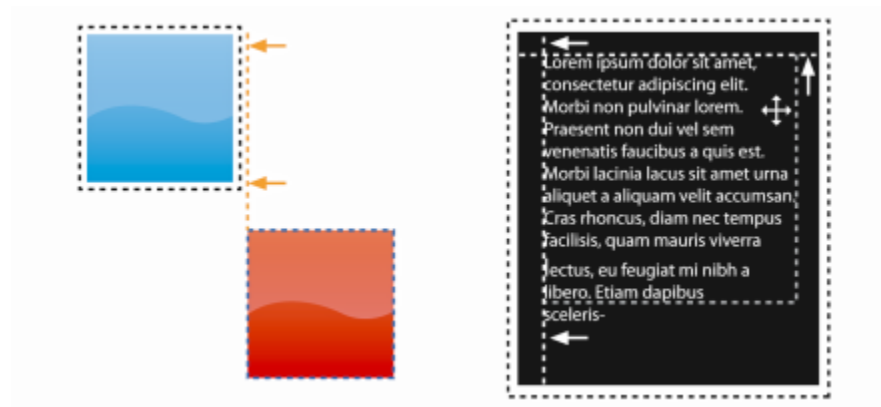 Lorem ipsum dolor sit amet,
consectetur adipiscing elit.
Morbi non pulvinar lorem.
Praesent non dui vel sem
venenatis faucibus a quis est.
Morbi lacinia lacus sit amet urna
aliquet a aliquam velit accumsan.
Cras rhoncus, diam nec tempus
facilisis, quam mauris viverra
lectus, eu feugiat mi nibh a
libero. Etiam dapibus
sceleris-